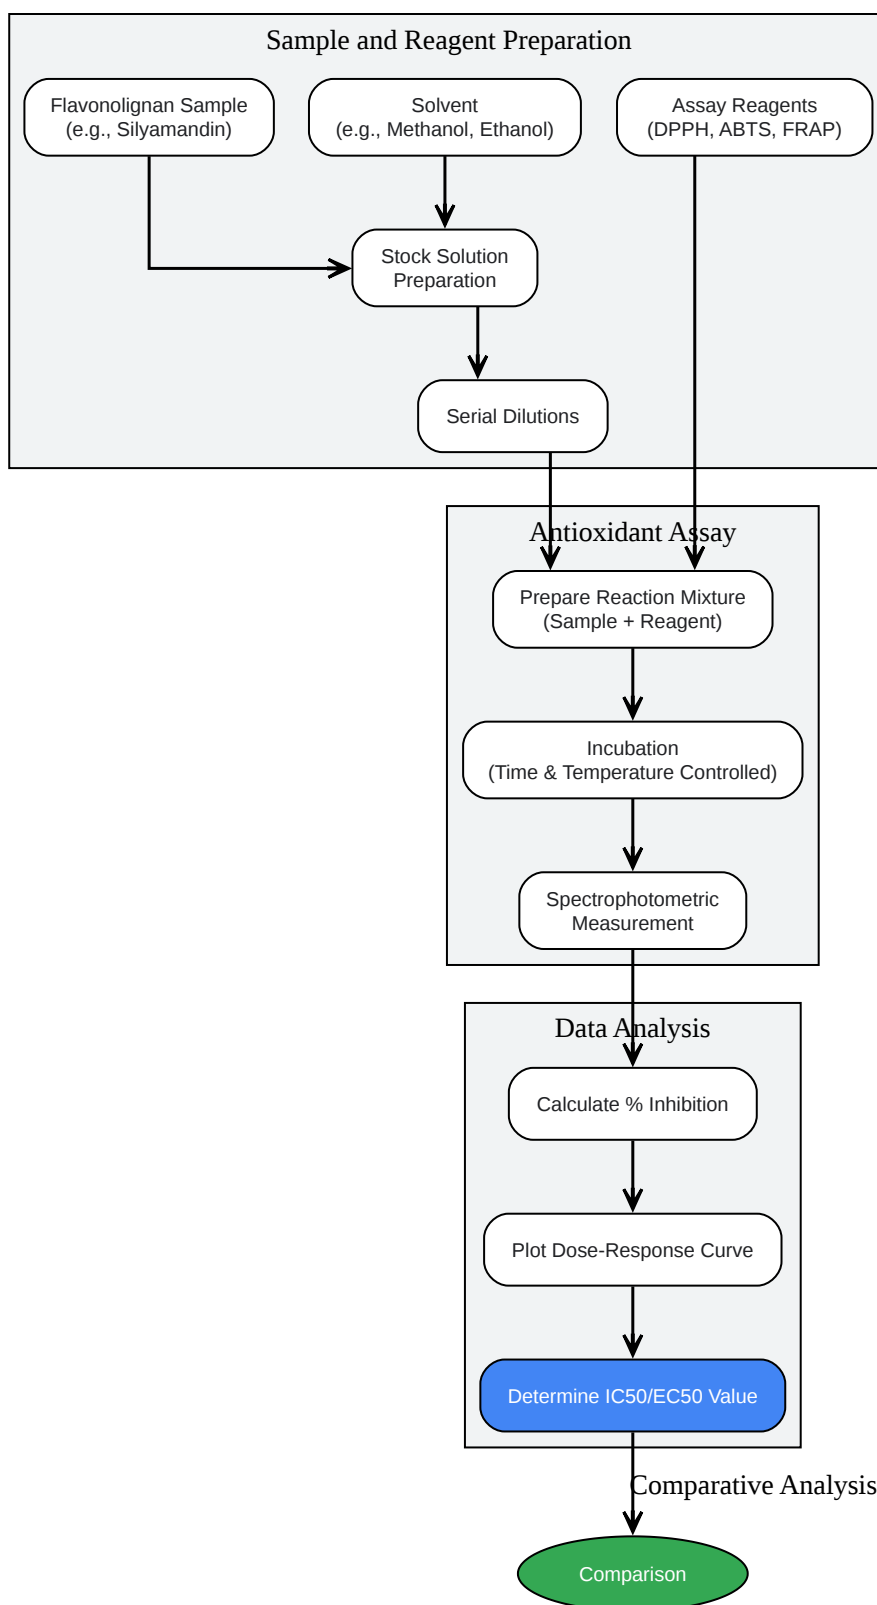 Sample and Reagent Preparation
Flavonolignan Sample
(e.g., Silyamandin)
Solvent
(e.g., Methanol, Ethanol)
Assay Reagents
(DPPH, ABTS, FRAP)
Stock Solution
Preparation
Serial Dilutions
Antioxidant Assay
Prepare Reaction Mixture
(Sample + Reagent)
Incubation
(Time & Temperature Controlled)
Spectrophotometric
Measurement
Data Analysis
Calculate % Inhibition
Plot Dose-Response Curve
Determine IC50/EC50 Value
Comparative Analysis
Comparison